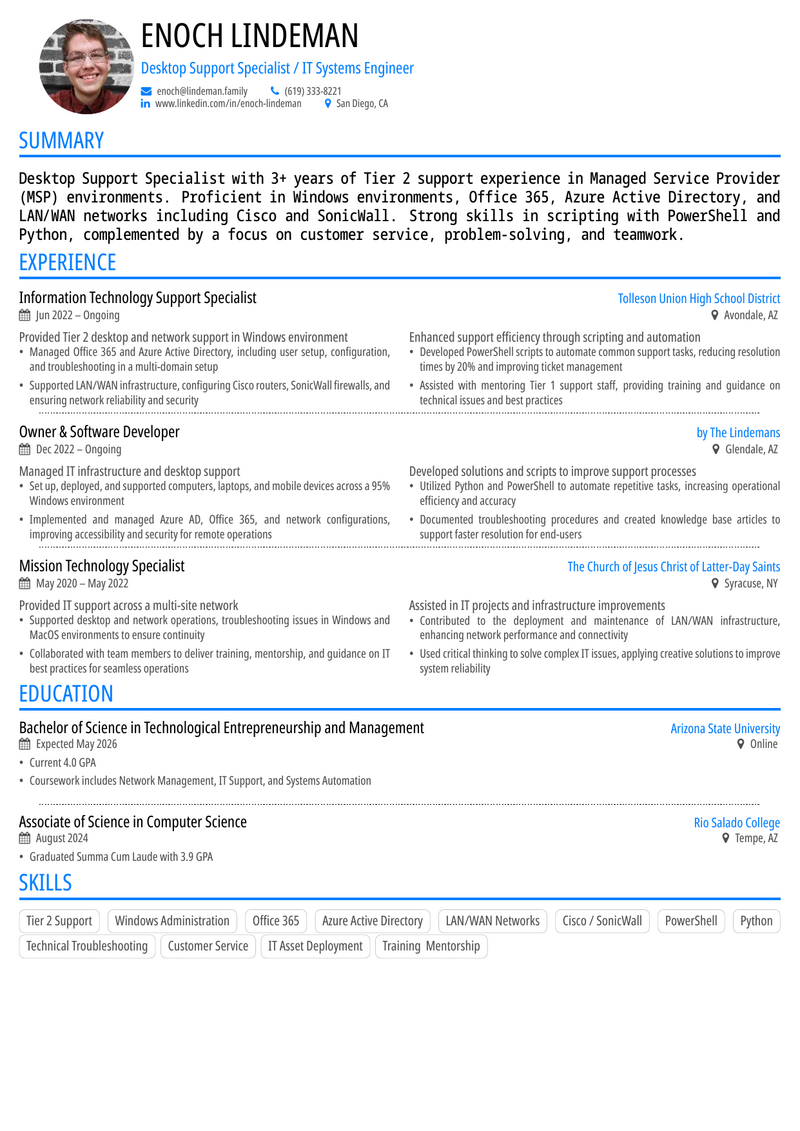 ENOCH LINDEMAN
Desktop Support Specialist / IT Systems Engineer
enoch@lindeman.family (619) 333-8221
www.linkedin.com/in/enoch-lindeman San Diego, CA
SUMMARY
Desktop Support Specialist with 3+ years of Tier 2 support experience in Managed Service Provider
(MSP) environments. Proficient in Windows environments, Office 365, Azure Active Directory, and
LAN/WAN networks including Cisco and SonicWall. Strong skills in scripting with PowerShell and
Python, complemented by a focus on customer service, problem-solving, and teamwork.
EXPERIENCE
Information Technology Support Specialist Tolleson Union High School District
Jun 2022 – Ongoing Avondale, AZ
Provided Tier 2 desktop and network support in Windows environment
• Managed Office 365 and Azure Active Directory, including user setup, configuration,
and troubleshooting in a multi-domain setup
• Supported LAN/WAN infrastructure, configuring Cisco routers, SonicWall firewalls, and
ensuring network reliability and security
Enhanced support efficiency through scripting and automation
• Developed PowerShell scripts to automate common support tasks, reducing resolution
times by 20% and improving ticket management
• Assisted with mentoring Tier 1 support staff, providing training and guidance on
technical issues and best practices
Owner & Software Developer by The Lindemans
Dec 2022 – Ongoing Glendale, AZ
Managed IT infrastructure and desktop support
• Set up, deployed, and supported computers, laptops, and mobile devices across a 95%
Windows environment
• Implemented and managed Azure AD, Office 365, and network configurations,
improving accessibility and security for remote operations
Developed solutions and scripts to improve support processes
• Utilized Python and PowerShell to automate repetitive tasks, increasing operational
efficiency and accuracy
• Documented troubleshooting procedures and created knowledge base articles to
support faster resolution for end-users
Mission Technology Specialist The Church of Jesus Christ of Latter-Day Saints
May 2020 – May 2022 Syracuse, NY
Provided IT support across a multi-site network
• Supported desktop and network operations, troubleshooting issues in Windows and
MacOS environments to ensure continuity
• Collaborated with team members to deliver training, mentorship, and guidance on IT
best practices for seamless operations
Assisted in IT projects and infrastructure improvements
• Contributed to the deployment and maintenance of LAN/WAN infrastructure,
enhancing network performance and connectivity
• Used critical thinking to solve complex IT issues, applying creative solutions to improve
system reliability
EDUCATION
Bachelor of Science in Technological Entrepreneurship and Management Arizona State University
Expected May 2026 Online
• Current 4.0 GPA
• Coursework includes Network Management, IT Support, and Systems Automation
Associate of Science in Computer Science Rio Salado College
August 2024 Tempe, AZ
• Graduated Summa Cum Laude with 3.9 GPA
SKILLS
Tier 2 Support Windows Administration Office 365 Azure Active Directory LAN/WAN Networks Cisco / SonicWall PowerShell Python
Technical Troubleshooting Customer Service IT Asset Deployment Training Mentorship